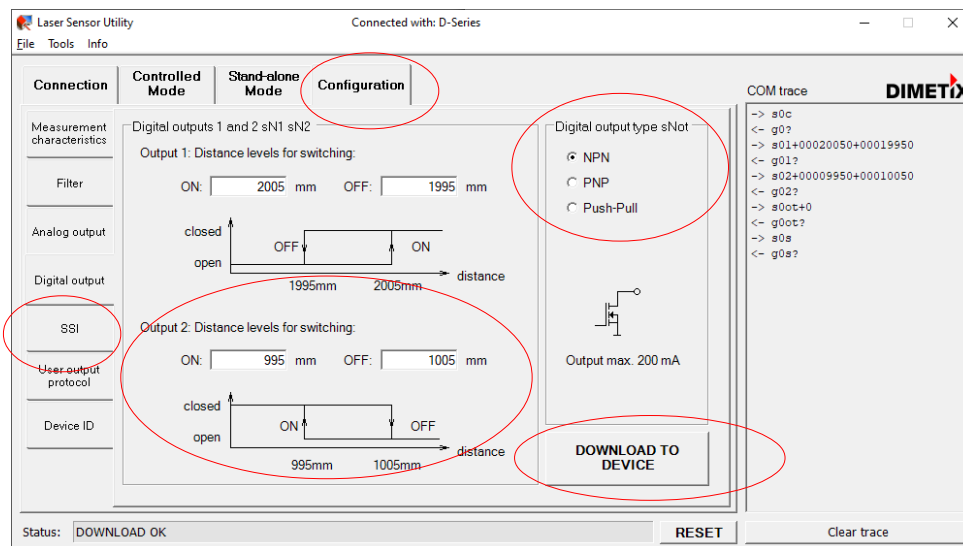 Laser Sensor Utility
Connected with: D-Series
File Tools Info
Connection
Controlled
Mode
Stand-alone
Mode
Configuration
Measurement
characteristics
Filter
Analog output
Digital output
SSI
User output
protocol
Device ID
Digital outputs 1 and 2 sN1 sN2
Output 1: Distance levels for switching:
ON: 2005 mm OFF: 1995 mm
closed
OFF ON
open
distance
1995mm 2005mm
Output 2: Distance levels for switching:
ON: 995 mm OFF: 1005 mm
closed
ON OFF
open
distance
995mm 1005mm
Digital output type sNot
NPN
PNP
Push-Pull
Output max. 200 mA
DOWNLOAD TO
DEVICE
COM trace
DIMETIX
-> s0c
<- g0?
-> s01+00020050+00019950
<- g01?
-> s02+00009950+00010050
<- g02?
-> s0ot+0
<- g0ot?
-> s0s
<- g0s?
Status: DOWNLOAD OK
RESET
Clear trace